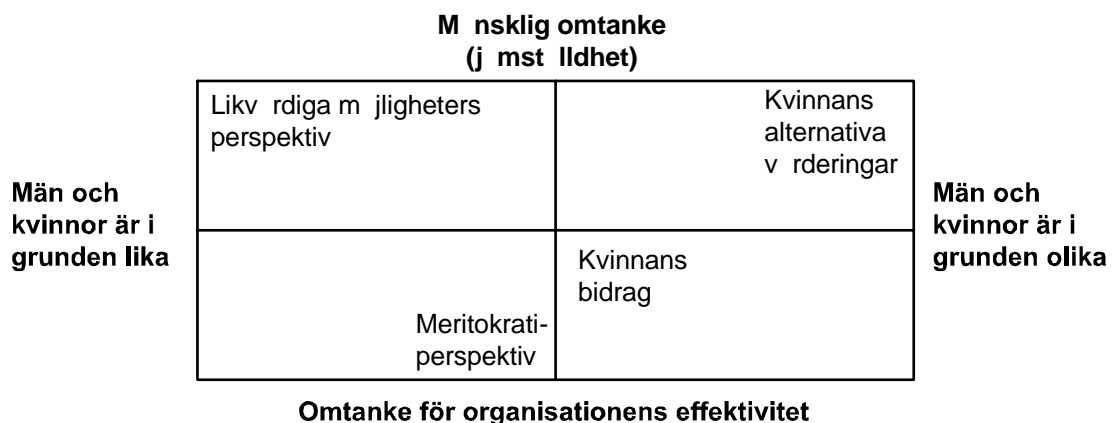 M nsklig omtanke
(j mst lldhet)
Likv rdiga m jligheters
perspektiv
Kvinnans
alternativa
v rderingar
Män och
kvinnor är i
grunden lika
Män och
kvinnor är i
grunden olika
Kvinnans
bidrag
Meritokrati-
perspektiv
Omtanke för organisationens effektivitet